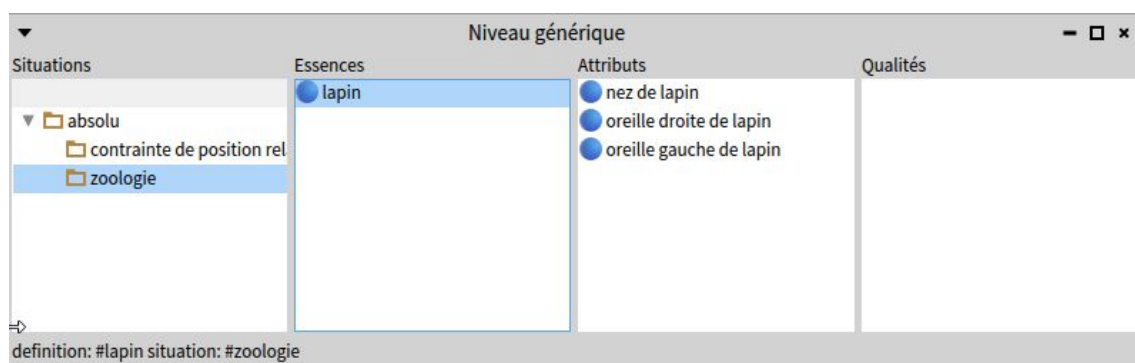 Niveau générique
Situations Essences Attributs Qualités
lapin nez de lapin
absolu oreille droite de lapin
contrainte de position rel oreille gauche de lapin
zoologie
definition: #lapin situation: #zoologie